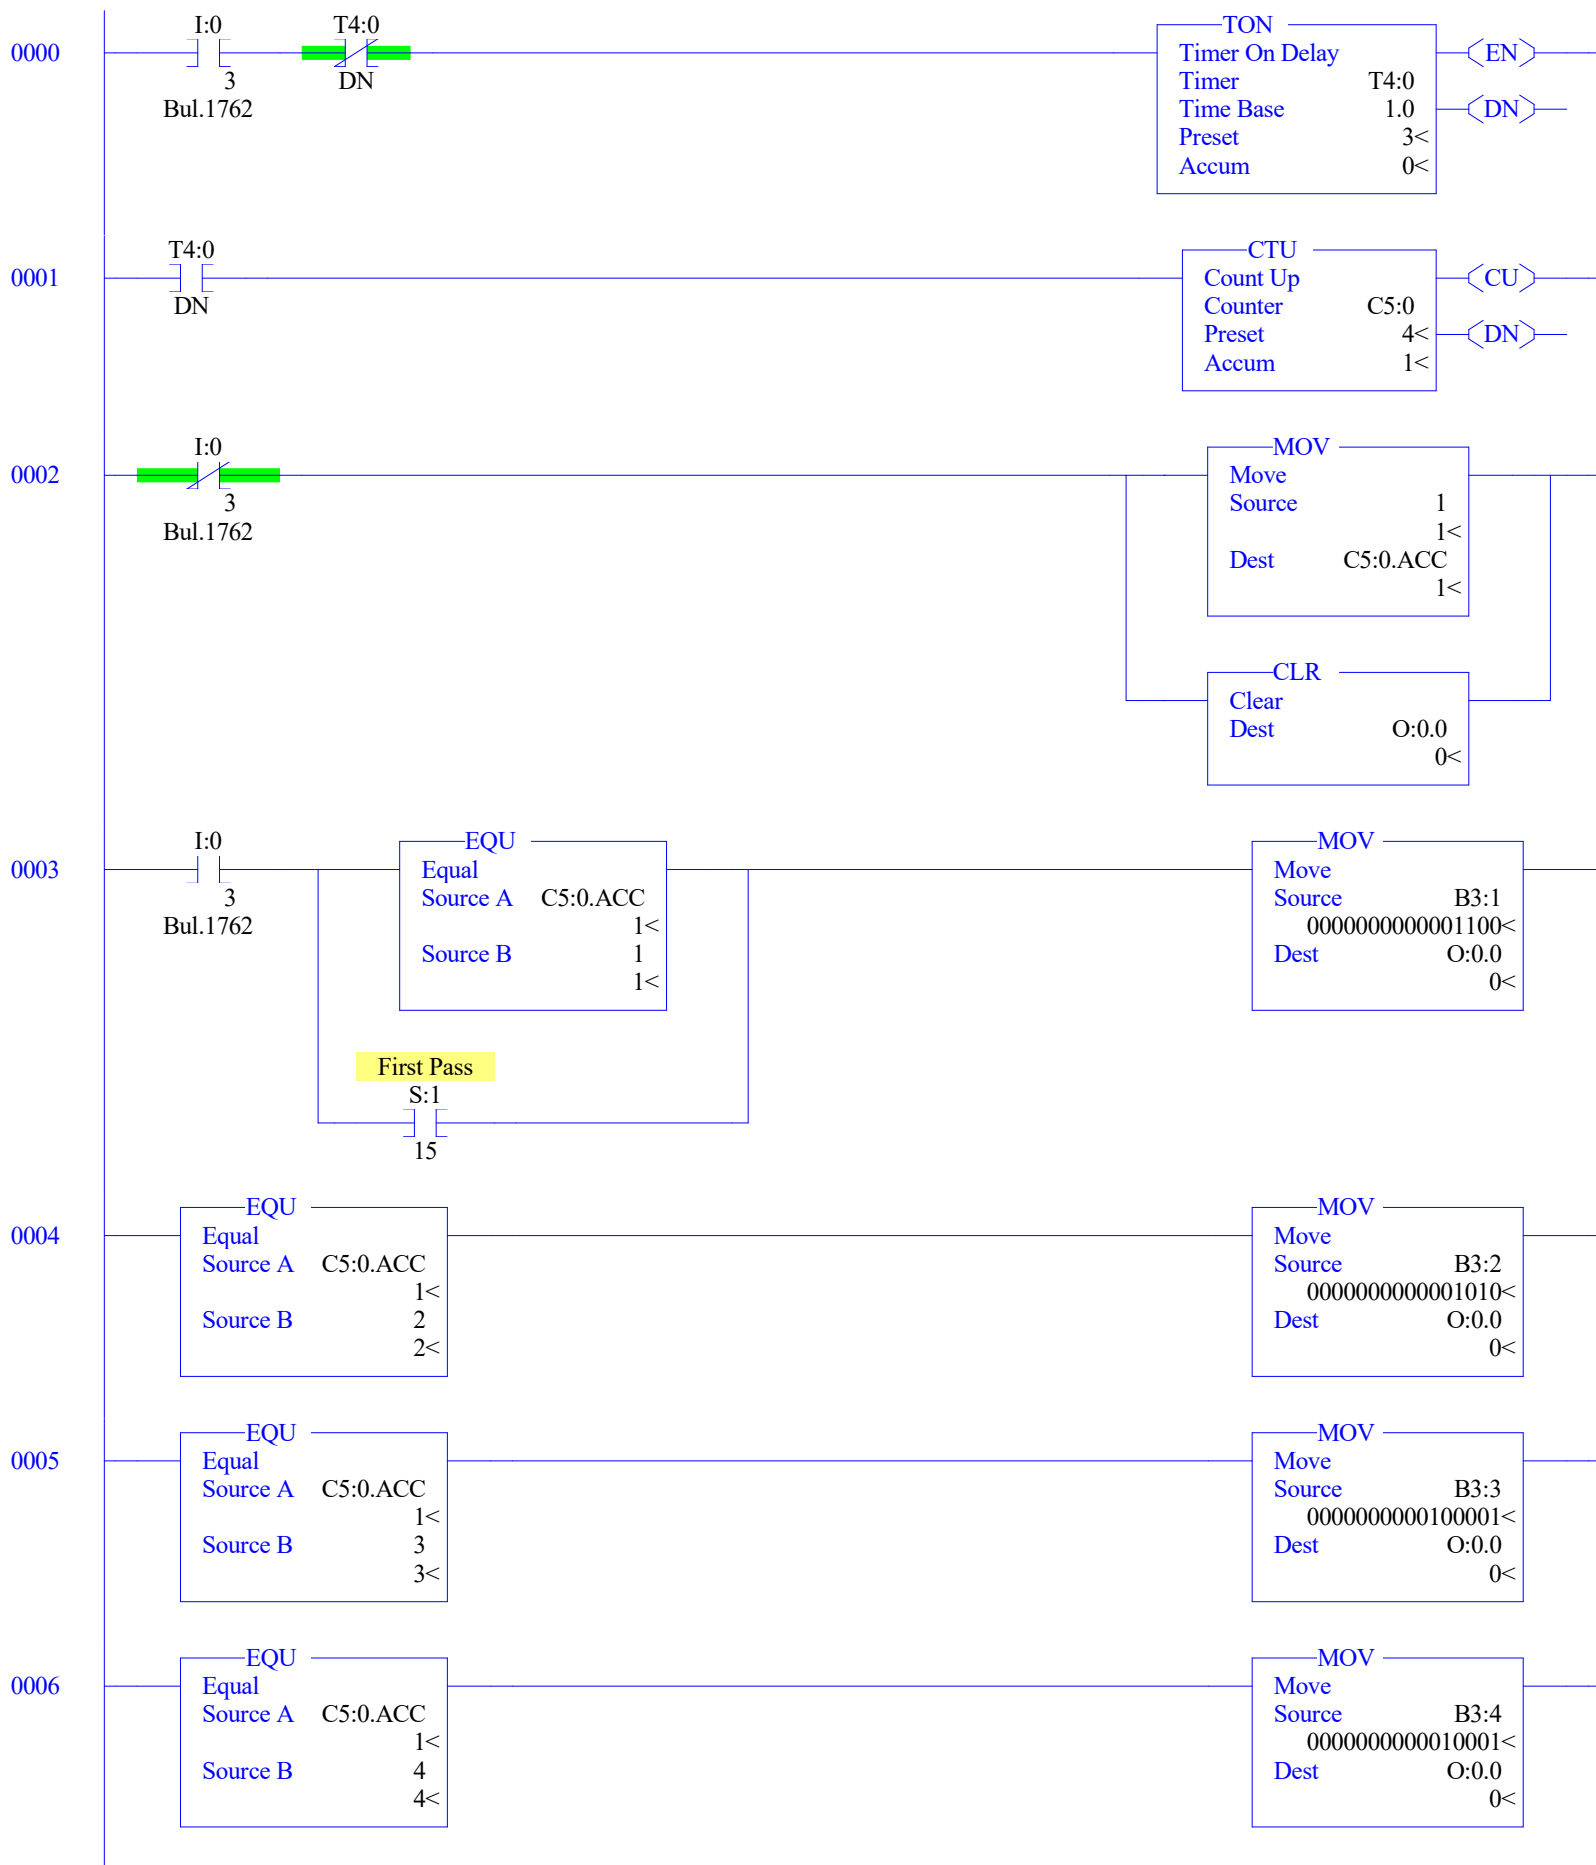 I:0 T4:0 TON
0000 Timer On Delay EN
3 DN Timer T4:0
Bul.1762 Time Base 1.0 DN
Preset 3<
Accum 0<
T4:0 CTU
0001 Count Up CU
DN Counter C5:0
Preset 4< DN
Accum 1<
I:0 MOV
0002 Move
3 Source 1
Bul.1762 1<
Dest C5:0.ACC
1<
CLR
Clear
Dest O:0.0
0<
I:0 EQU MOV
0003 Equal Move
3 Source A C5:0.ACC Source B3:1
Bul.1762 1< 0000000000001100<
Source B 1 Dest O:0.0
1< 0<
First Pass
S:1
15
EQU MOV
0004 Equal Move
Source A C5:0.ACC Source B3:2
1< 0000000000001010<
Source B 2 Dest O:0.0
2< 0<
EQU MOV
0005 Equal Move
Source A C5:0.ACC Source B3:3
1< 0000000000100001<
Source B 3 Dest O:0.0
3< 0<
EQU MOV
0006 Equal Move
Source A C5:0.ACC Source B3:4
1< 0000000000010001<
Source B 4 Dest O:0.0
4< 0<